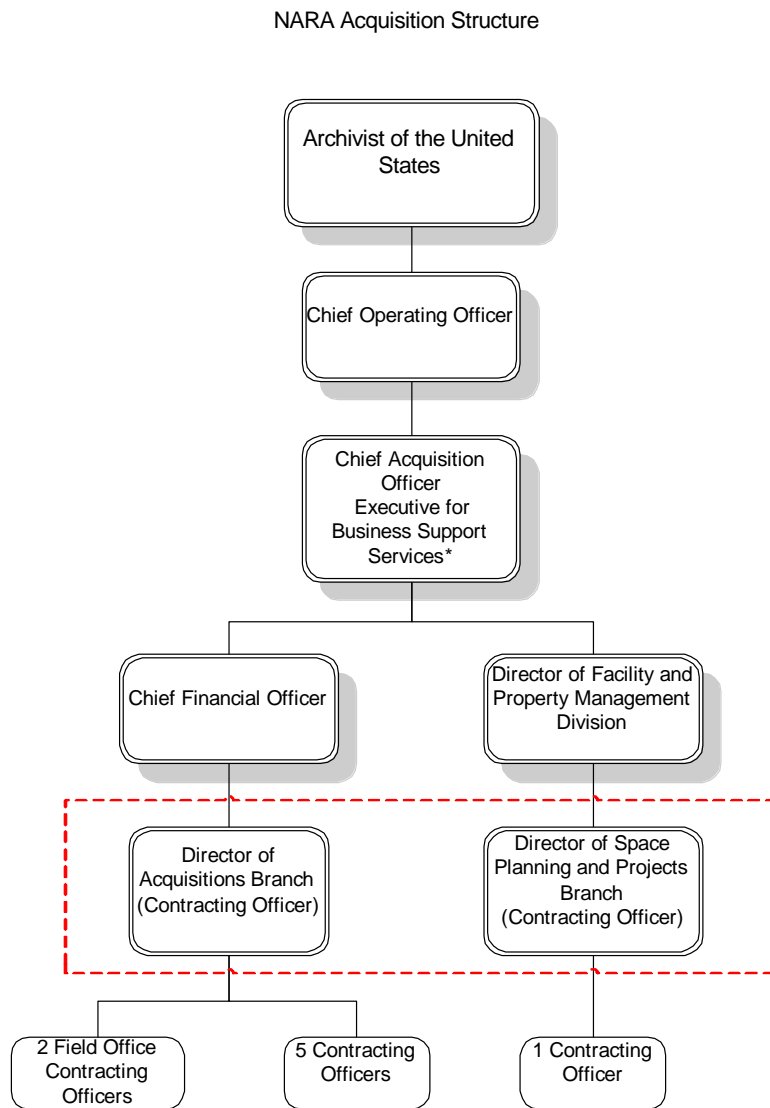 NARA Acquisition Structure
Archivist of the United
States
Chief Operating Officer
Chief Acquisition
Officer
Executive for
Business Support
Services*
Chief Financial Officer
Director of Facility and
Property Management
Division
Director of
Acquisitions Branch
(Contracting Officer)
Director of Space
Planning and Projects
Branch
(Contracting Officer)
2 Field Office
Contracting
Officers
5 Contracting
Officers
1 Contracting
Officer